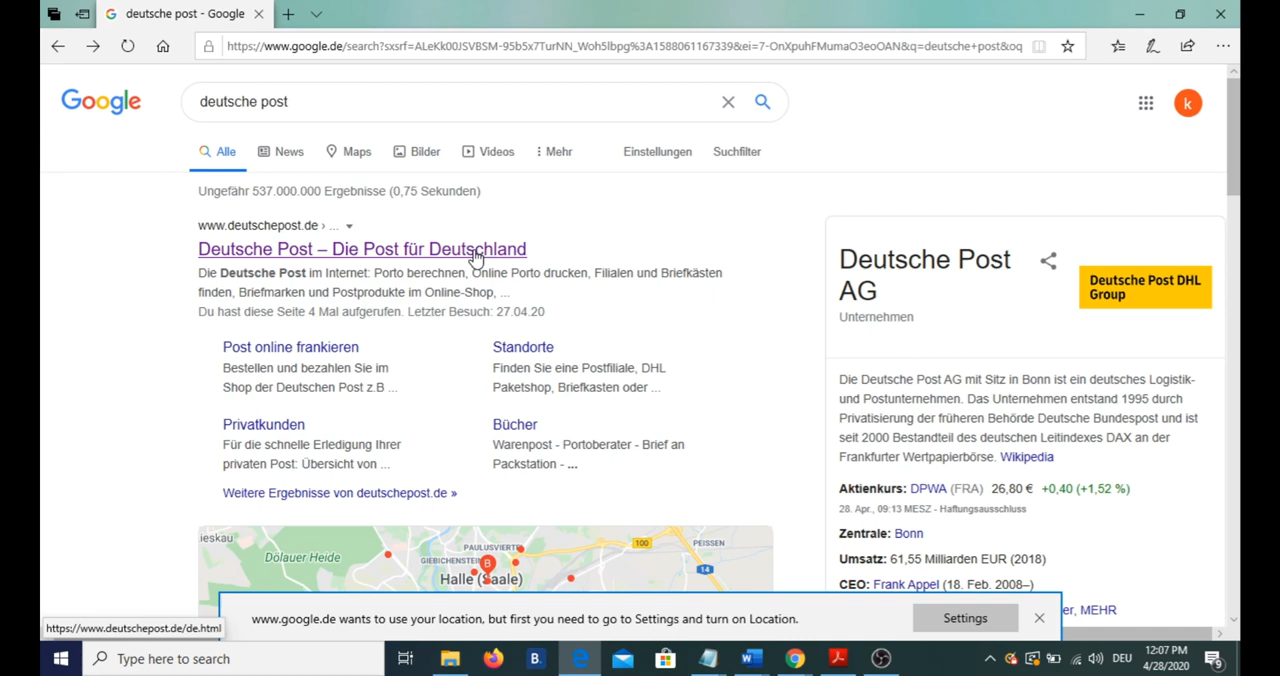 deutsche post - Google
https://www.google.de/search?sxsrf=ALeKk00JSVBSM-95b5x7TurNN_Woh5lbpg%3A1588061167339&ei=7-OnXpuhFMumaO3eoOAN&q=deutsche+post&oq
Google
deutsche post
k
Alle News Maps Bilder Videos Mehr Einstellungen Suchfilter
Ungefähr 537.000.000 Ergebnisse (0,75 Sekunden)
www.deutschepost.de › ...
Deutsche Post – Die Post für Deutschland
Die Deutsche Post im Internet: Porto berechnen, Online Porto drucken, Filialen und Briefkästen
finden, Briefmarken und Postprodukte im Online-Shop, ...
Du hast diese Seite 4 Mal aufgerufen. Letzter Besuch: 27.04.20
Post online frankieren
Bestellen und bezahlen Sie im
Shop der Deutschen Post z.B ...
Standorte
Finden Sie eine Postfiliale, DHL
Paketshop, Briefkasten oder ...
Privatkunden
Für die schnelle Erledigung Ihrer
privaten Post: Übersicht von ...
Bücher
Warenpost - Portoberater - Brief an
Packstation - ...
Weitere Ergebnisse von deutschepost.de »
ieskau
Dölauer Heide
PAULUSVIERTE
GIEBICHENSTEIN
100
PEISSEN
14
B
Halle (Saale)
Deutsche Post
AG
Unternehmen
Deutsche Post DHL
Group
Die Deutsche Post AG mit Sitz in Bonn ist ein deutsches Logistik-
und Postunternehmen. Das Unternehmen entstand 1995 durch
Privatisierung der früheren Behörde Deutsche Bundespost und ist
seit 2000 Bestandteil des deutschen Leitindexes DAX an der
Frankfurter Wertpapierbörse. Wikipedia
Aktienkurs: DPWA (FRA) 26,80 € +0,40 (+1,52 %)
28. Apr., 09:13 MESZ - Haftungsausschluss
Zentrale: Bonn
Umsatz: 61,55 Milliarden EUR (2018)
CEO: Frank Appel (18. Feb. 2008–)
er, MEHR
www.google.de wants to use your location, but first you need to go to Settings and turn on Location.
Settings
https://www.deutschepost.de/de.html
Type here to search
B.
DEU
12:07 PM
4/28/2020
9